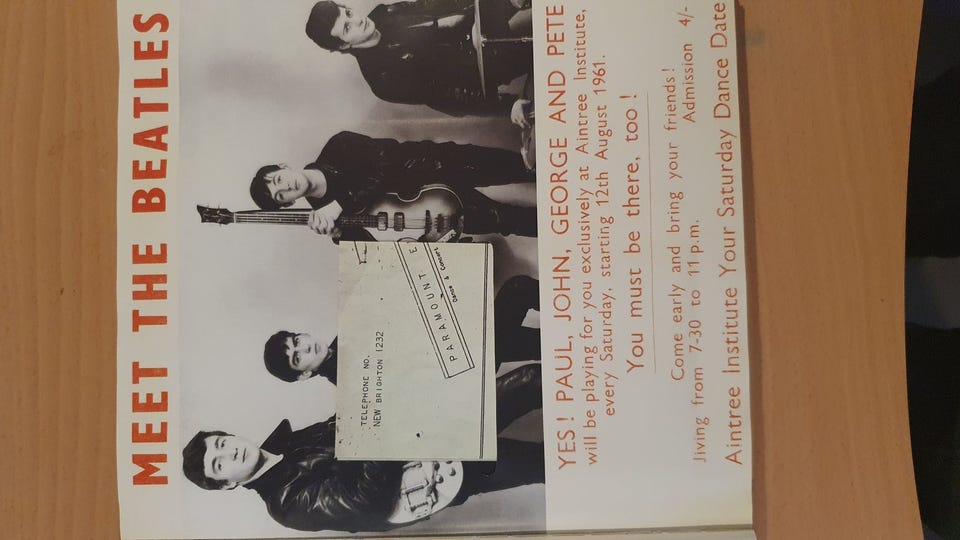 MEET THE BEATLES
TELEPHONE NO.
NEW BRIGHTON 1232
PARAMOUNT E
Dance & Concert
YES! PAUL, JOHN, GEORGE AND PETE
will be playing for you exclusively at Aintree Institute,
every Saturday, starting 12th August 1961.
You must be there, too!
Come early and bring your friends!
Jiving from 7-30 to 11 p.m. Admission 4/-
Aintree Institute Your Saturday Dance Date